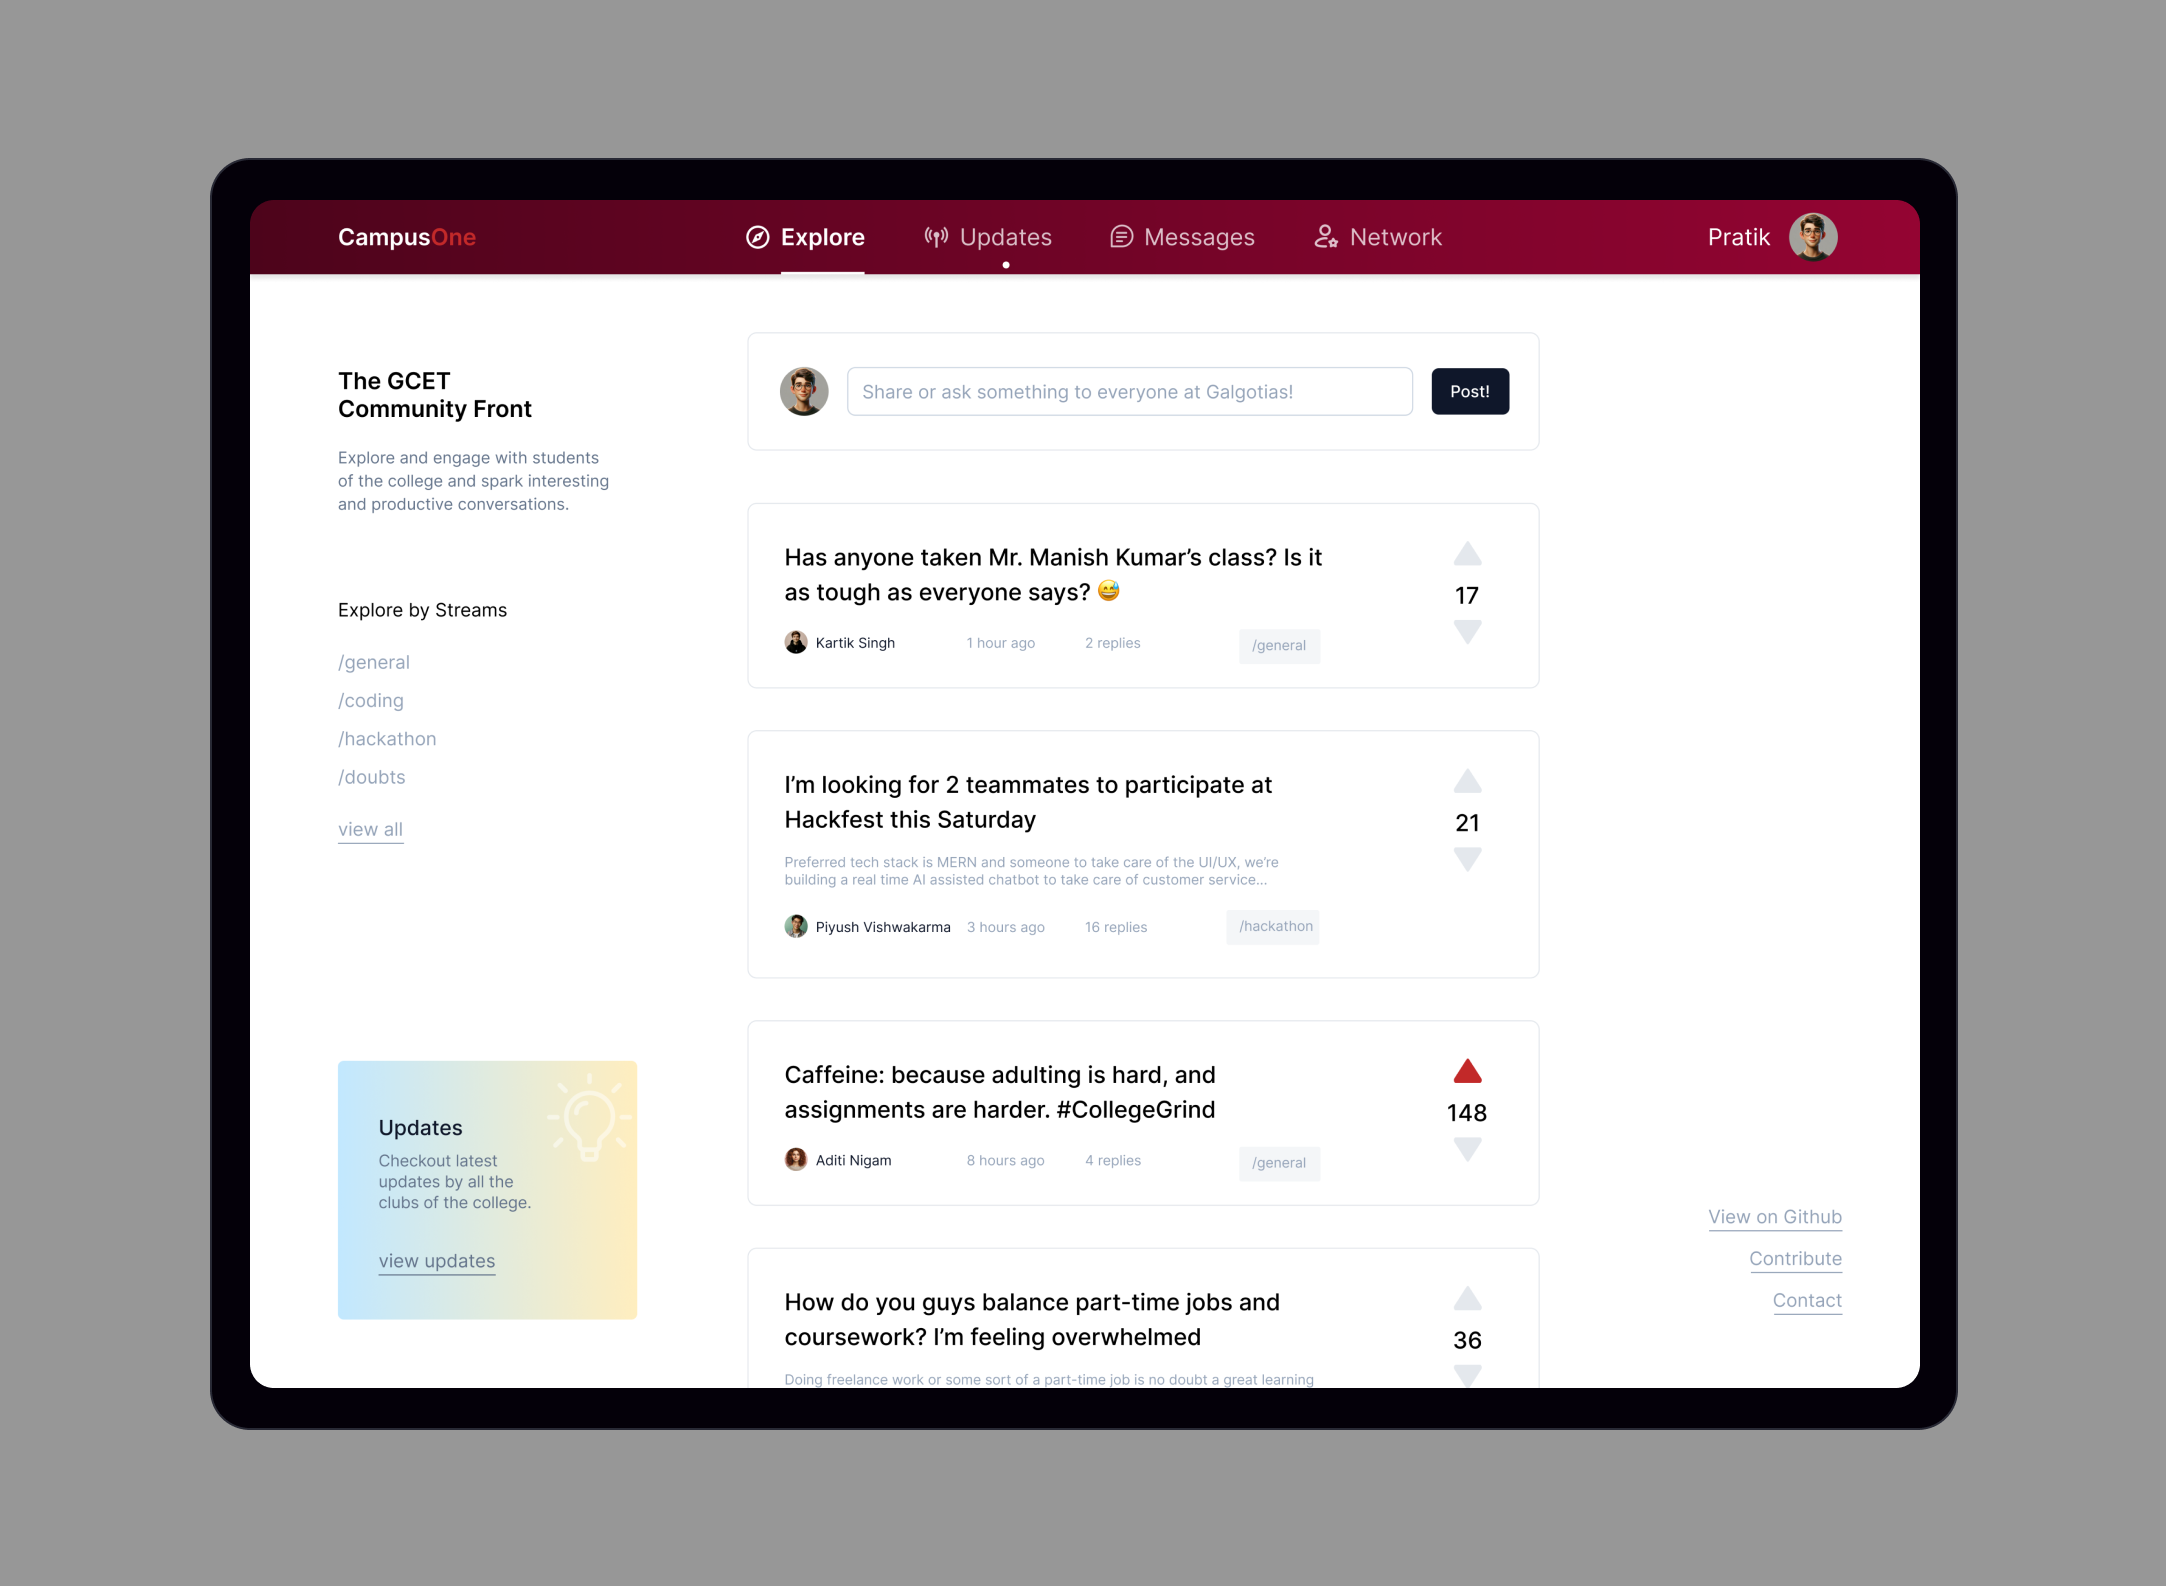 CampusOne
Explore
Updates
Messages
Network
Pratik
The GCET
Community Front
Explore and engage with students
of the college and spark interesting
and productive conversations.
Explore by Streams
/general
/coding
/hackathon
/doubts
view all
Updates
Checkout latest
updates by all the
clubs of the college.
view updates
Share or ask something to everyone at Galgotias!
Post!
Has anyone taken Mr. Manish Kumar’s class? Is it
as tough as everyone says? 😅
17
Kartik Singh
1 hour ago
2 replies
/general
I’m looking for 2 teammates to participate at
Hackfest this Saturday
21
Preferred tech stack is MERN and someone to take care of the UI/UX, we’re
building a real time AI assisted chatbot to take care of customer service...
Piyush Vishwakarma
3 hours ago
16 replies
/hackathon
Caffeine: because adulting is hard, and
assignments are harder. #CollegeGrind
148
Aditi Nigam
8 hours ago
4 replies
/general
How do you guys balance part-time jobs and
coursework? I’m feeling overwhelmed
36
Doing freelance work or some sort of a part-time job is no doubt a great learning
View on Github
Contribute
Contact